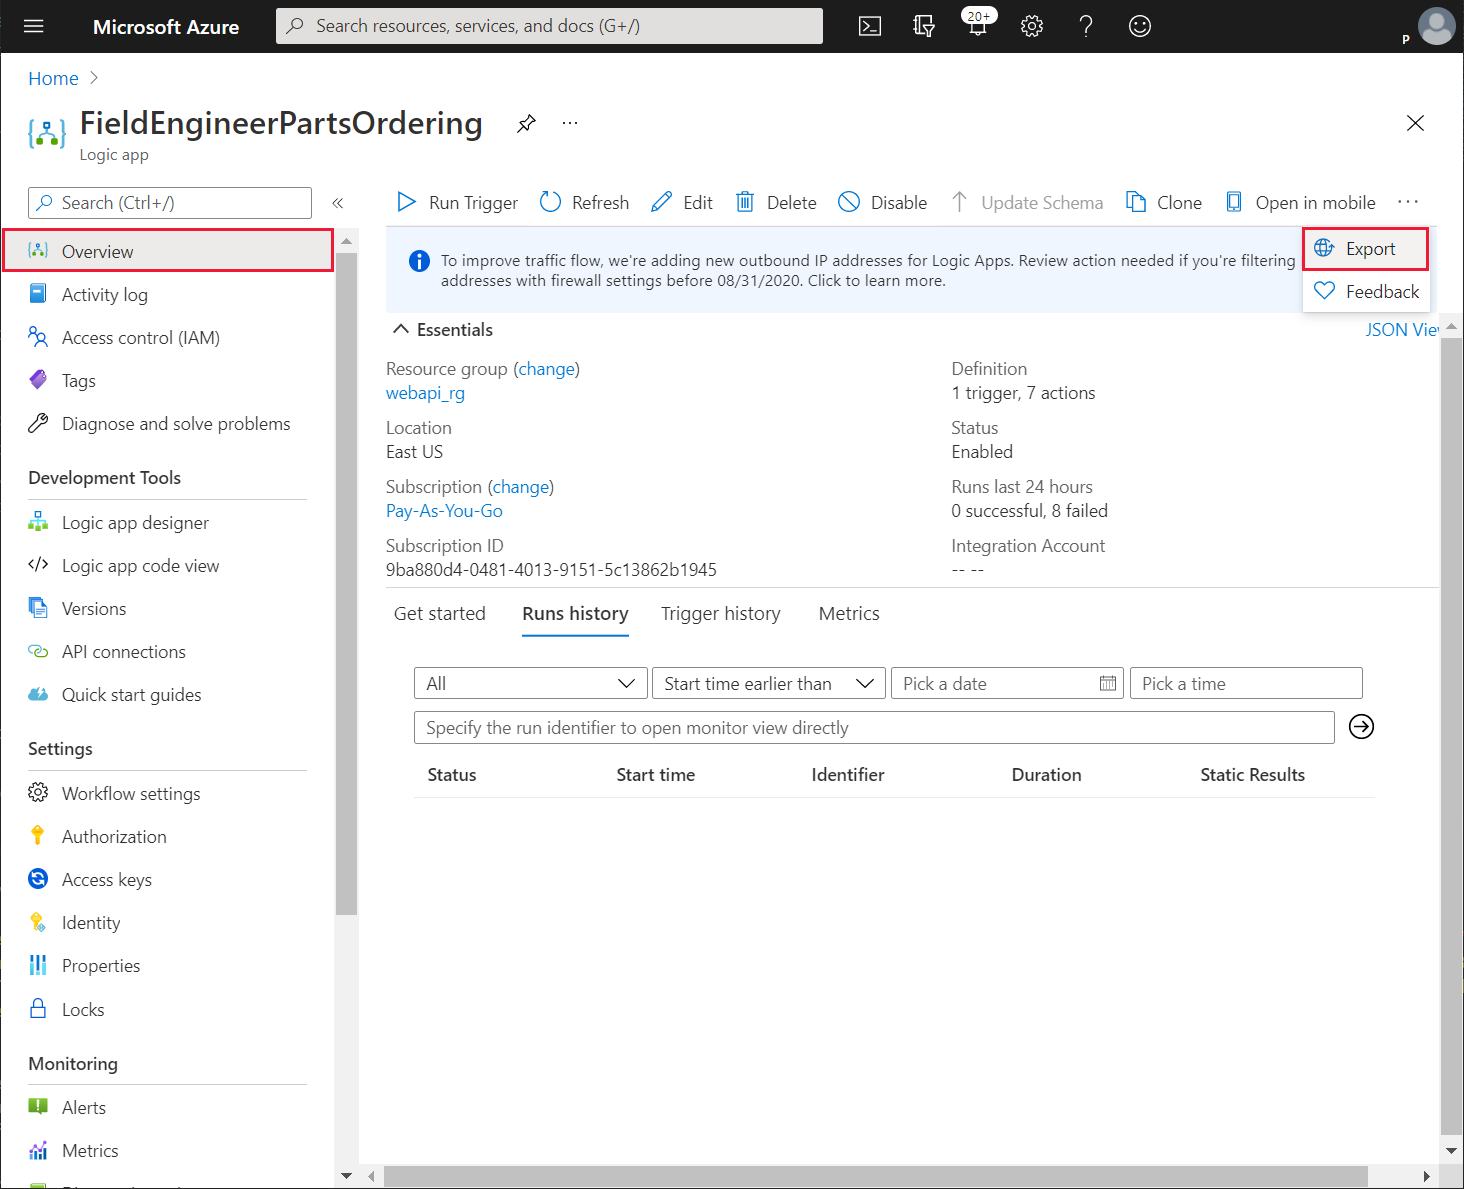 Microsoft Azure
Search resources, services, and docs (G+/)
20+
P
Home
FieldEngineerPartsOrdering
Logic app
Search (Ctrl+/)
Overview
Activity log
Access control (IAM)
Tags
Diagnose and solve problems
Development Tools
Logic app designer
Logic app code view
Versions
API connections
Quick start guides
Settings
Workflow settings
Authorization
Access keys
Identity
Properties
Locks
Monitoring
Alerts
Metrics
Run Trigger
Refresh
Edit
Delete
Disable
Update Schema
Clone
Open in mobile
Export
Feedback
To improve traffic flow, we're adding new outbound IP addresses for Logic Apps. Review action needed if you're filtering
addresses with firewall settings before 08/31/2020. Click to learn more.
Essentials
JSON View
Resource group (change)
webapi_rg
Location
East US
Subscription (change)
Pay-As-You-Go
Subscription ID
9ba880d4-0481-4013-9151-5c13862b1945
Definition
1 trigger, 7 actions
Status
Enabled
Runs last 24 hours
0 successful, 8 failed
Integration Account
-- --
Get started
Runs history
Trigger history
Metrics
All
Start time earlier than
Pick a date
Pick a time
Specify the run identifier to open monitor view directly
Status
Start time
Identifier
Duration
Static Results